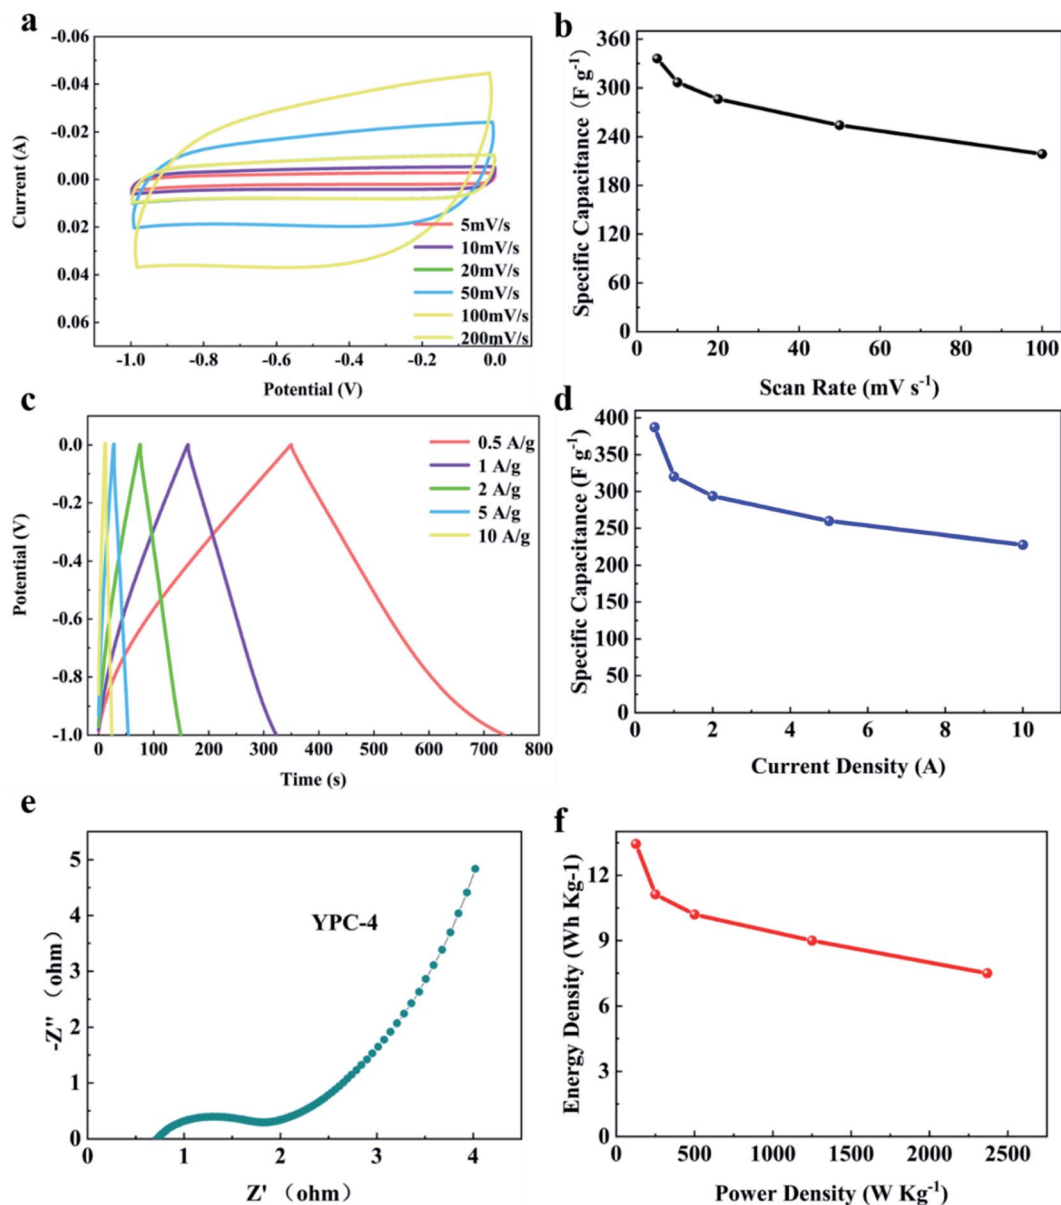 a
-0.06
-0.04
-0.02
0.00
0.02
0.04
0.06
Current (A)
-1.0
-0.8
-0.6
-0.4
-0.2
0.0
Potential (V)
5mV/s
10mV/s
20mV/s
50mV/s
100mV/s
200mV/s
b
360
300
240
180
120
60
0
Specific Capacitance (F g-1)
0
20
40
60
80
100
Scan Rate (mV s-1)
c
0.0
-0.2
-0.4
-0.6
-0.8
-1.0
Potential (V)
0
100
200
300
400
500
600
700
800
Time (s)
0.5 A/g
1 A/g
2 A/g
5 A/g
10 A/g
d
400
350
300
250
200
150
100
50
0
Specific Capacitance (F g-1)
0
2
4
6
8
10
Current Density (A)
e
5
4
3
2
1
0
-Z" (ohm)
YPC-4
0
1
2
3
4
Z' (ohm)
f
12
9
6
3
0
Energy Density (Wh Kg-1)
0
500
1000
1500
2000
2500
Power Density (W Kg-1)